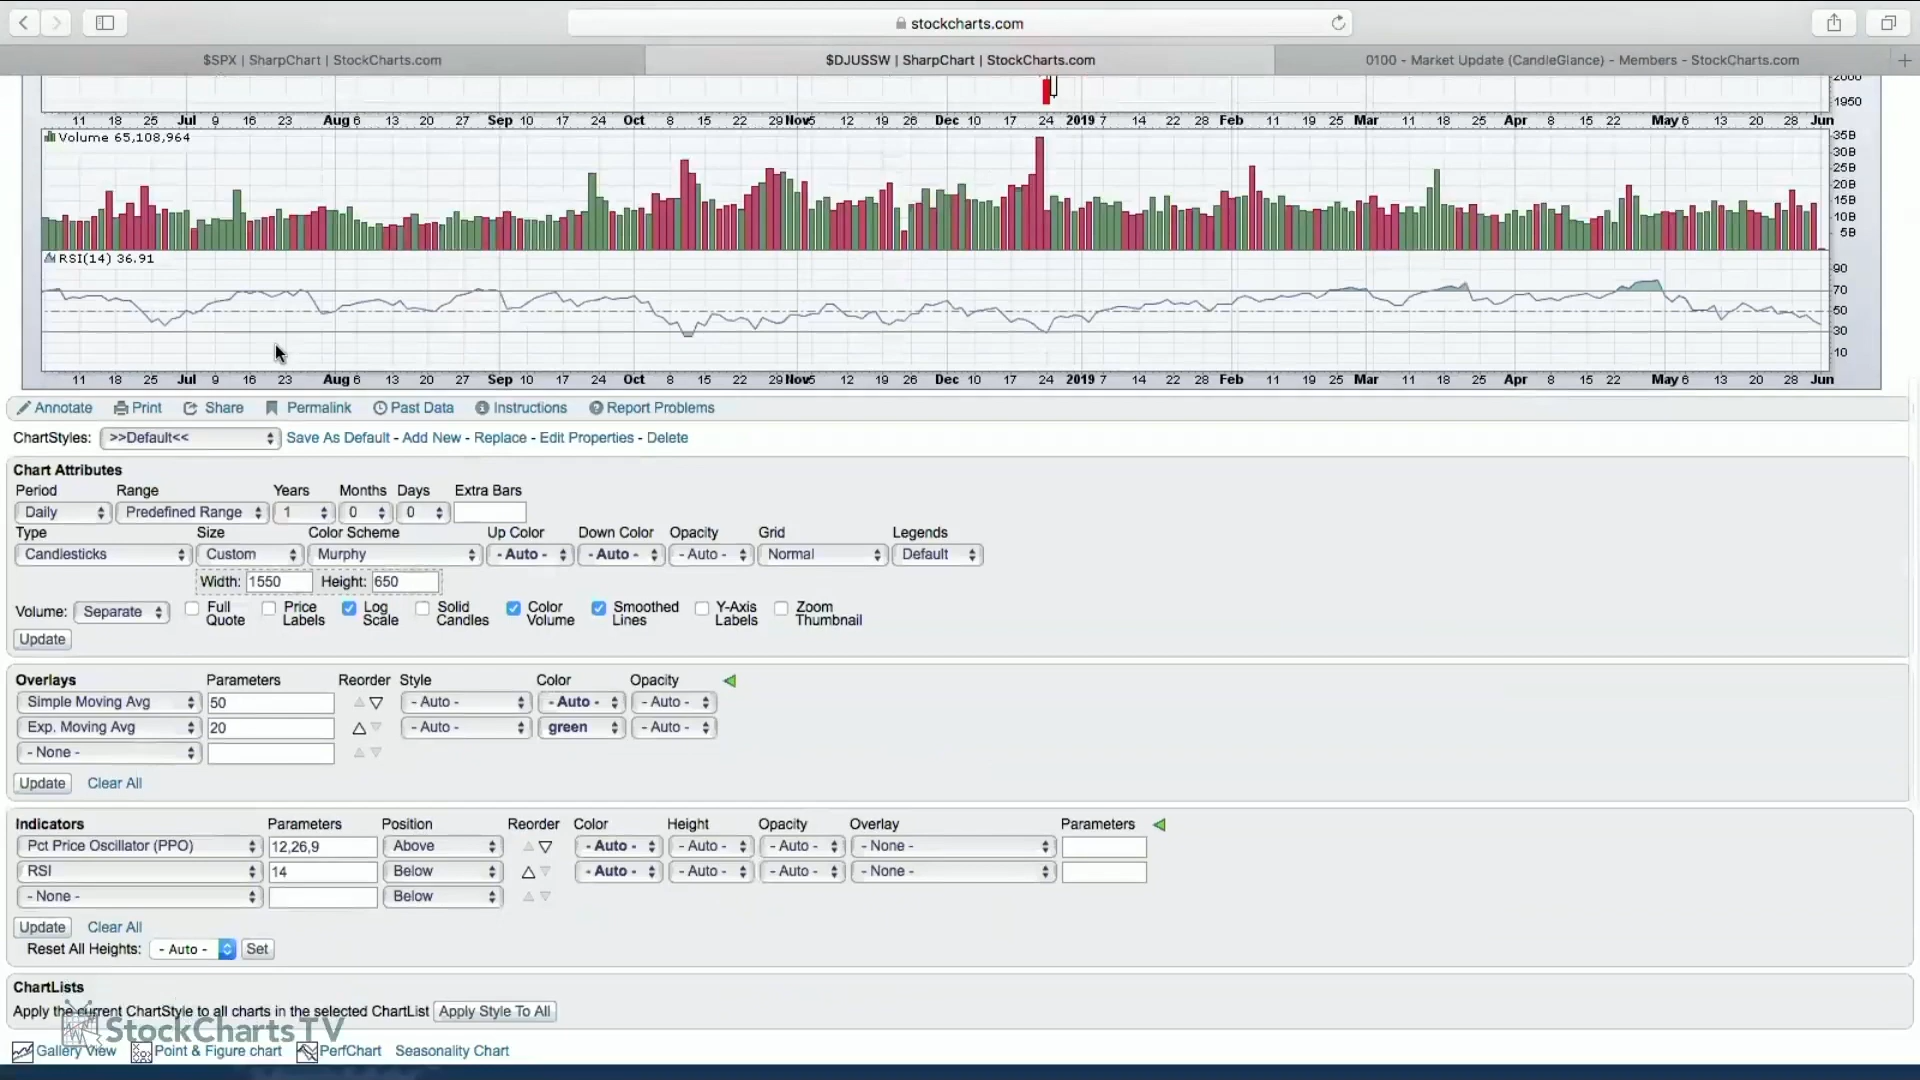 stockcharts.com
$SPX | SharpChart | StockCharts.com
$DJUSSW | SharpChart | StockCharts.com
0100 - Market Update (CandleGlance) - Members - StockCharts.com
2000
1950
11 18 25 Jul 9 16 23 Aug 6 13 20 27 Sep 10 17 24 Oct 8 15 22 29 Nov 5 12 19 26 Dec 10 17 24 2019 7 14 22 28 Feb 11 19 25 Mar 11 18 25 Apr 8 15 22 May 6 13 20 28 Jun
Volume 65,108,964
35B
30B
25B
20B
15B
10B
5B
RSI(14) 36.91
90
70
50
30
10
11 18 25 Jul 9 16 23 Aug 6 13 20 27 Sep 10 17 24 Oct 8 15 22 29 Nov 5 12 19 26 Dec 10 17 24 2019 7 14 22 28 Feb 11 19 25 Mar 11 18 25 Apr 8 15 22 May 6 13 20 28 Jun
Annotate Print Share Permalink Past Data Instructions Report Problems
ChartStyles: >>Default<< Save As Default - Add New - Replace - Edit Properties - Delete
Chart Attributes
Period Range Years Months Days Extra Bars
Daily Predefined Range 1 0 0
Type Size Color Scheme Up Color Down Color Opacity Grid Legends
Candlesticks Custom Murphy - Auto - - Auto - - Auto - Normal Default
Width: 1550 Height: 650
Volume: Separate Full Quote Price Labels Log Scale Solid Candles Color Volume Smoothed Lines Y-Axis Labels Zoom Thumbnail
Update
Overlays Parameters Reorder Style Color Opacity
Simple Moving Avg 50 - Auto - - Auto - - Auto -
Exp. Moving Avg 20 - Auto - green - Auto -
- None -
Update Clear All
Indicators Parameters Position Reorder Color Height Opacity Overlay Parameters
Pct Price Oscillator (PPO) 12,26,9 Above - Auto - - Auto - - Auto - - None -
RSI 14 Below - Auto - - Auto - - Auto - - None -
- None - Below
Update Clear All
Reset All Heights: - Auto - Set
ChartLists
Apply the current ChartStyle to all charts in the selected ChartList Apply Style To All
StockChartsTV
Gallery View Point & Figure chart PerfChart Seasonality Chart